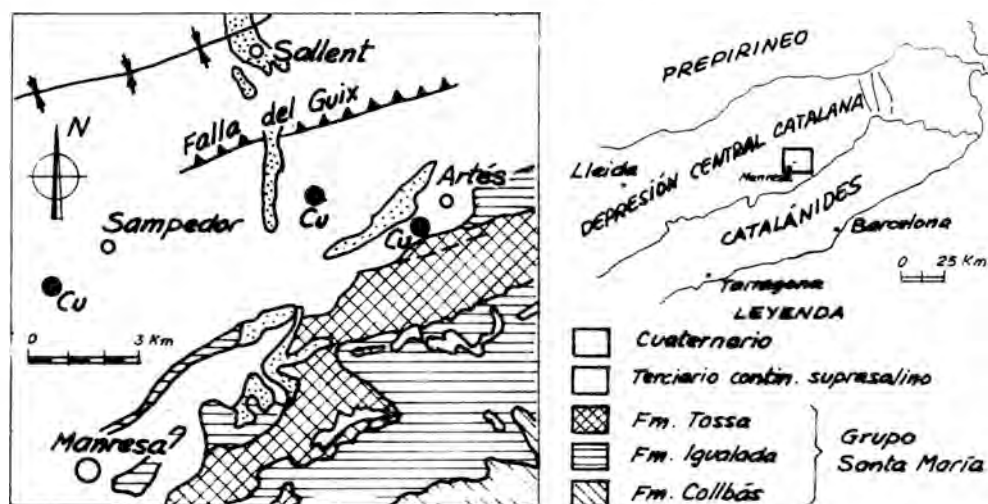 Sallent
N
Falla del Guix
Artés
Cu
Cu
Sampedor
Cu
0 3 Km
Manresa
PREPIRINEO
Lleida
DEPRESIÓN CENTRAL CATALANA
Manresa
CATALÁNIDES
Barcelona
0 25 Km
Tarragona
LEYENDA
Cuaternario
Terciario contin. suprasalino
Fm. Tossa
Fm. Igualada
Fm. Collbás
Grupo
Santa María